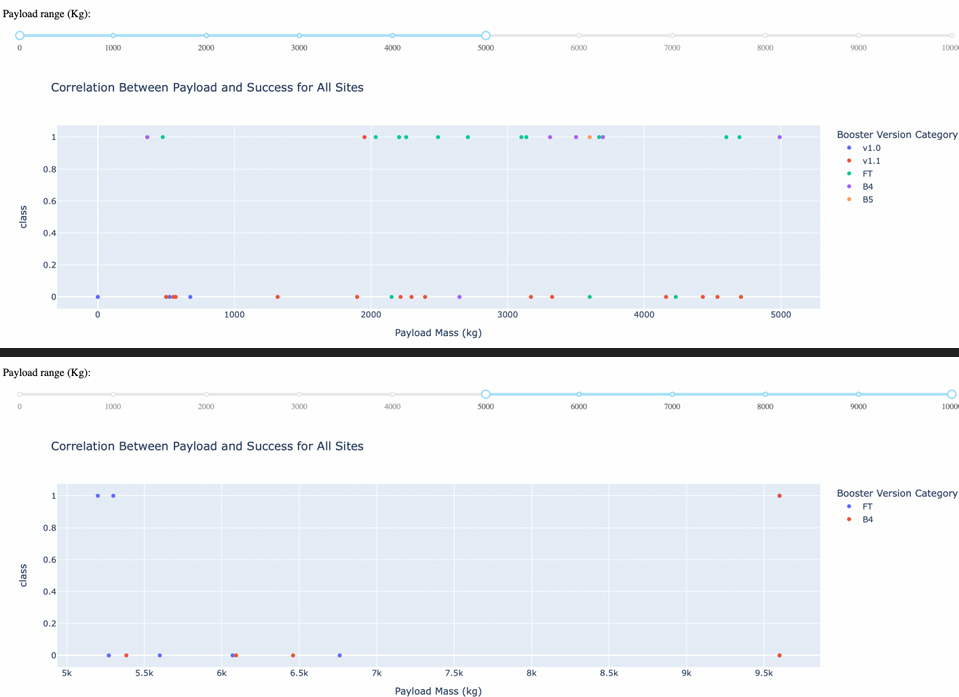 Payload range (Kg):
0 1000 2000 3000 4000 5000 6000 7000 8000 9000 1000
Correlation Between Payload and Success for All Sites
Booster Version Category
v1.0
v1.1
FT
B4
B5
class
1
0.8
0.6
0.4
0.2
0
0 1000 2000 3000 4000 5000
Payload Mass (kg)
Payload range (Kg):
0 1000 2000 3000 4000 5000 6000 7000 8000 9000 1000
Correlation Between Payload and Success for All Sites
Booster Version Category
FT
B4
class
1
0.8
0.6
0.4
0.2
0
5k 5.5k 6k 6.5k 7k 7.5k 8k 8.5k 9k 9.5k
Payload Mass (kg)